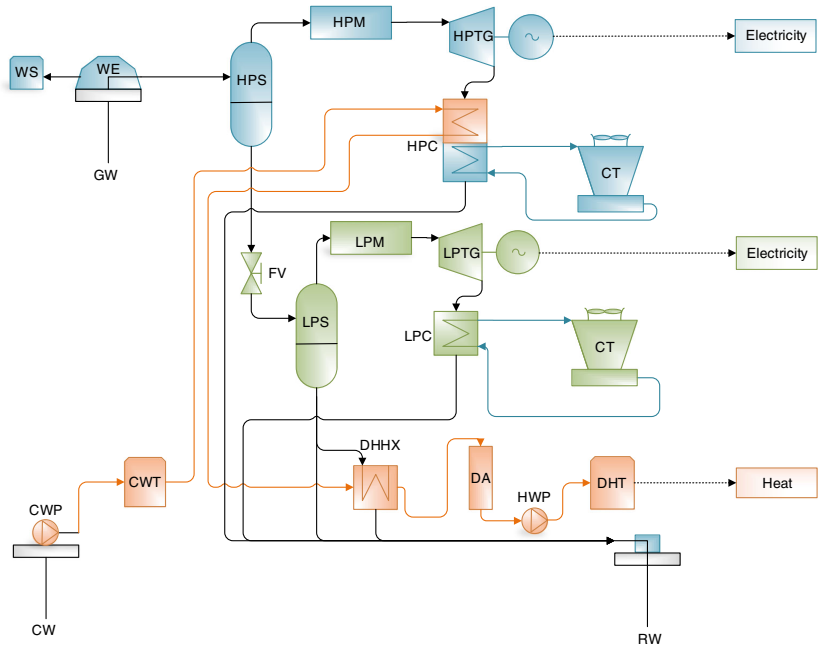 HPM
HPTG
Electricity
WS
WE
HPS
HPC
CT
GW
LPM
LPTG
Electricity
FV
LPS
LPC
CT
DHHX
CWT
DA
HWP
DHT
Heat
CWP
CW
RW